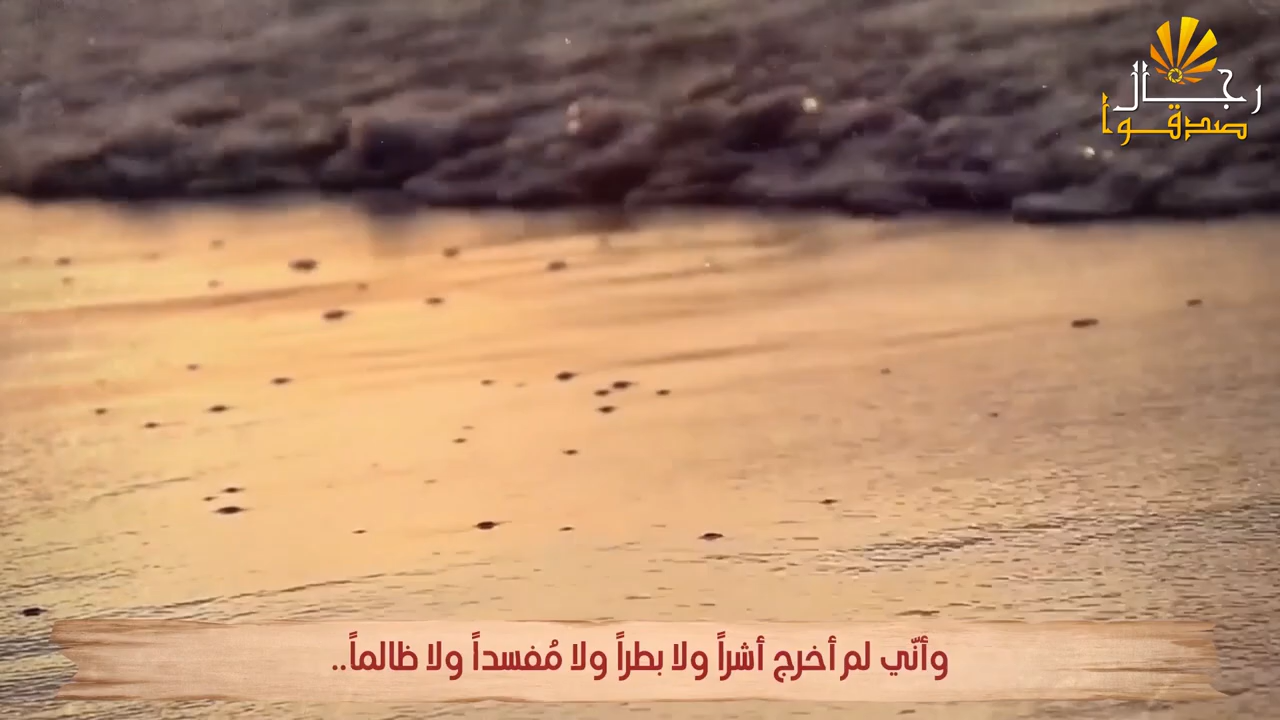 رجال
صدقوا
وأنّي لم أخرج أشراً ولا بطراً ولا مُفسداً ولا ظالماً..